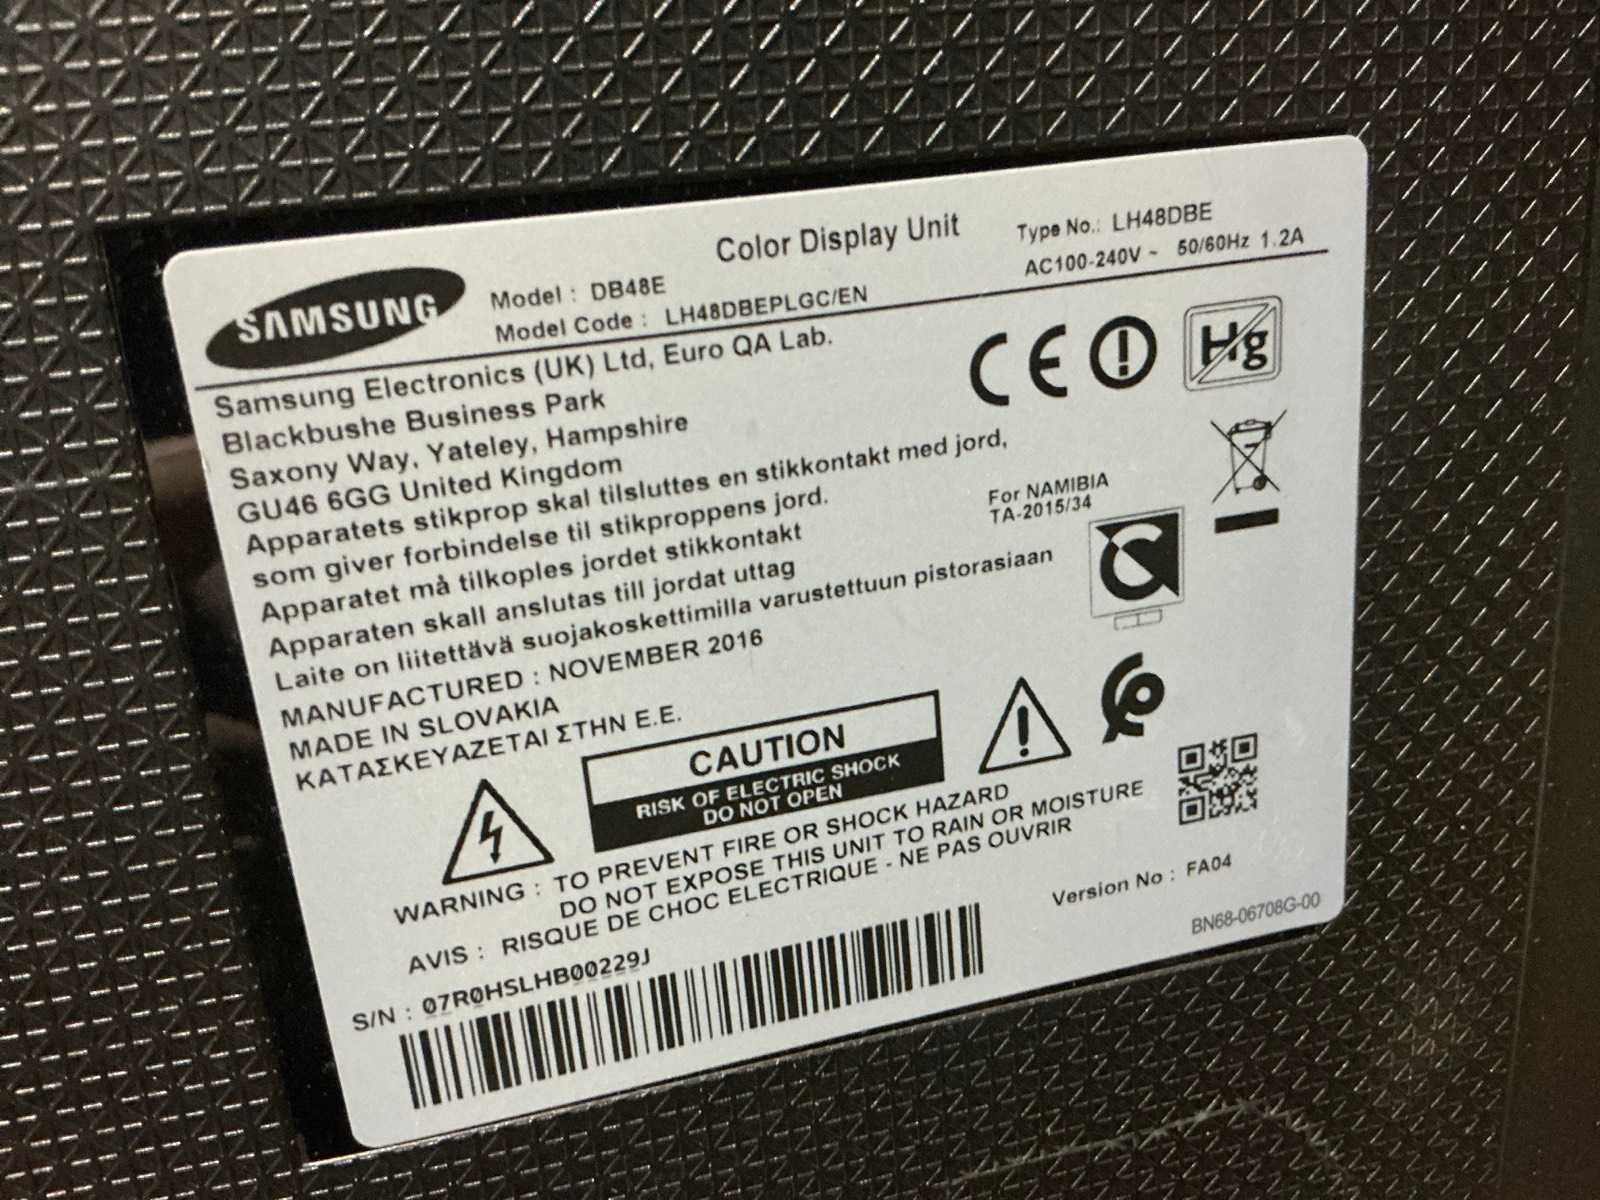 SAMSUNG
Color Display Unit
Model : DB48E
Model Code : LH48DBEPLGC/EN
Type No.: LH48DBE
AC100-240V ~ 50/60Hz 1.2A
Samsung Electronics (UK) Ltd, Euro QA Lab.
Blackbushe Business Park
Saxony Way, Yateley, Hampshire
GU46 6GG United Kingdom
Apparatets stikprop skal tilsluttes en stikkontakt med jord,
som giver forbindelse til stikproppens jord.
Apparatet må tilkoples jordet stikkontakt
Apparaten skall anslutas till jordat uttag
Laite on liitettävä suojakoskettimilla varustettuun pistorasiaan
MANUFACTURED : NOVEMBER 2016
MADE IN SLOVAKIA
ΚΑΤΑΣΚΕΥΑΖΕΤΑΙ ΣΤΗΝ Ε.Ε.
CE
Hg
For NAMIBIA
TA-2015/34
CAUTION
RISK OF ELECTRIC SHOCK
DO NOT OPEN
WARNING : TO PREVENT FIRE OR SHOCK HAZARD
DO NOT EXPOSE THIS UNIT TO RAIN OR MOISTURE
AVIS : RISQUE DE CHOC ELECTRIQUE - NE PAS OUVRIR
Version No : FA04
BN68-06708G-00
S/N : 07R0HSLHB00229J